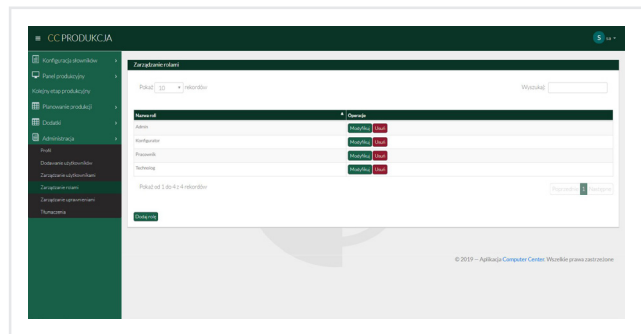 ≡ CC PRODUKCJA
S sa
Konfiguracja słowników
Panel produkcyjny
Kolejny etap produkcyjny
Planowanie produkcji
Dodatki
Administracja
Profil
Dodawanie użytkowników
Zarządzanie użytkownikami
Zarządzanie rolami
Zarządzanie uprawnieniami
Tłumaczenia
Zarządzanie rolami
Pokaż 10 rekordów
Wyszukaj:
Nazwa roli Operacje
Admin Modyfikuj Usuń
Konfigurator Modyfikuj Usuń
Pracownik Modyfikuj Usuń
Technolog Modyfikuj Usuń
Pokaż od 1 do 4 z 4 rekordów
Poprzednia 1 Następna
Dodaj rolę
© 2019 — Aplikacja Computer Center. Wszelkie prawa zastrzeżone